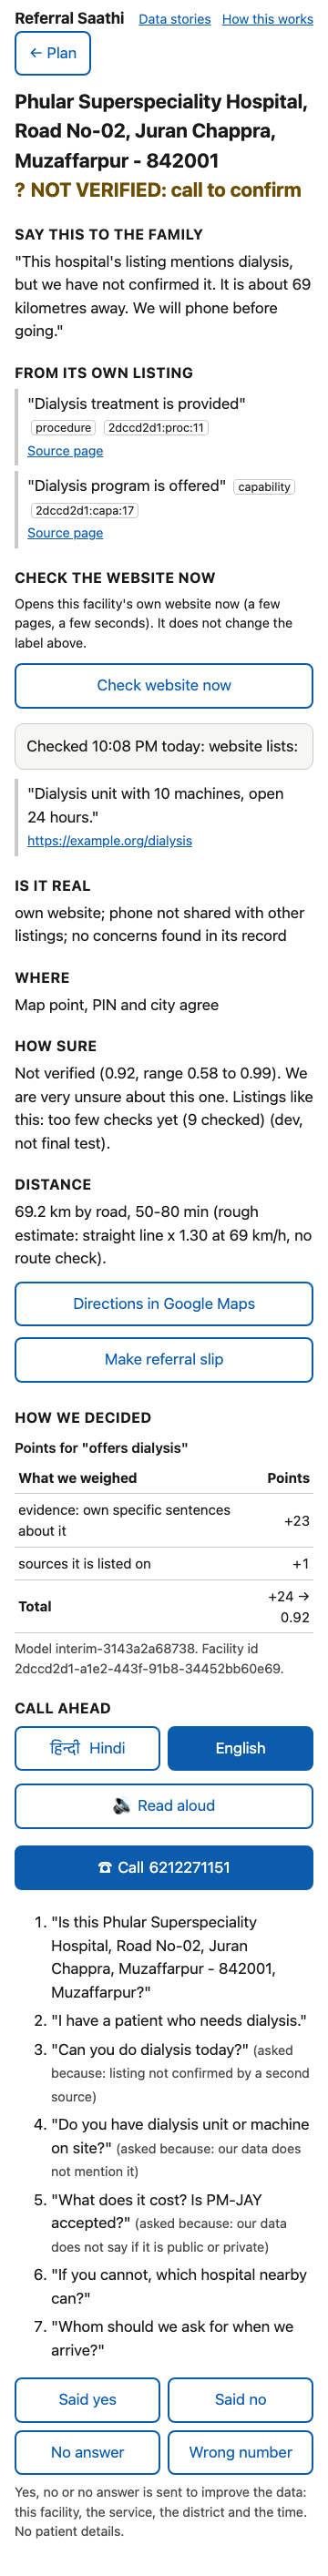 Referral Saathi Data stories How this works
← Plan
Phular Superspeciality Hospital,
Road No-02, Juran Chappra,
Muzaffarpur - 842001
? NOT VERIFIED: call to confirm
SAY THIS TO THE FAMILY
"This hospital's listing mentions dialysis,
but we have not confirmed it. It is about 69
kilometres away. We will phone before
going."
FROM ITS OWN LISTING
"Dialysis treatment is provided"
procedure 2dccd2d1:proc:11
Source page
"Dialysis program is offered" capability
2dccd2d1:capa:17
Source page
CHECK THE WEBSITE NOW
Opens this facility's own website now (a few
pages, a few seconds). It does not change the
label above.
Check website now
Checked 10:08 PM today: website lists:
"Dialysis unit with 10 machines, open
24 hours."
https://example.org/dialysis
IS IT REAL
own website; phone not shared with other
listings; no concerns found in its record
WHERE
Map point, PIN and city agree
HOW SURE
Not verified (0.92, range 0.58 to 0.99). We
are very unsure about this one. Listings like
this: too few checks yet (9 checked) (dev,
not final test).
DISTANCE
69.2 km by road, 50-80 min (rough
estimate: straight line x 1.30 at 69 km/h, no
route check).
Directions in Google Maps
Make referral slip
HOW WE DECIDED
Points for "offers dialysis"
What we weighed Points
evidence: own specific sentences
about it +23
sources it is listed on +1
Total +24 →
0.92
Model interim-3143a2a68738. Facility id
2dccd2d1-a1e2-443f-91b8-34452bb60e69.
CALL AHEAD
हिन्दी Hindi English
🔊 Read aloud
☎ Call 6212271151
1. "Is this Phular Superspeciality
Hospital, Road No-02, Juran
Chappra, Muzaffarpur - 842001,
Muzaffarpur?"
2. "I have a patient who needs dialysis."
3. "Can you do dialysis today?" (asked
because: listing not confirmed by a second
source)
4. "Do you have dialysis unit or machine
on site?" (asked because: our data does
not mention it)
5. "What does it cost? Is PM-JAY
accepted?" (asked because: our data
does not say if it is public or private)
6. "If you cannot, which hospital nearby
can?"
7. "Whom should we ask for when we
arrive?"
Said yes Said no
No answer Wrong number
Yes, no or no answer is sent to improve the data:
this facility, the service, the district and the time.
No patient details.